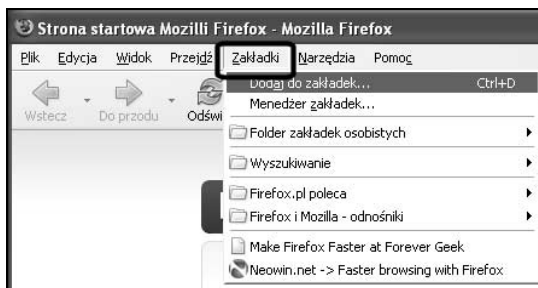 Strona startowa Mozilli Firefox - Mozilla Firefox
Plik Edycja Widok Przejdź Zakładki Narzędzia Pomoc
Dodaj do zakładek... Ctrl+D
Menedżer zakładek...
Wstecz Do przodu Odświ
Folder zakładek osobistych
Wyszukiwanie
Firefox.pl poleca
Firefox i Mozilla - odnośniki
Make Firefox Faster at Forever Geek
Neowin.net -> Faster browsing with Firefox